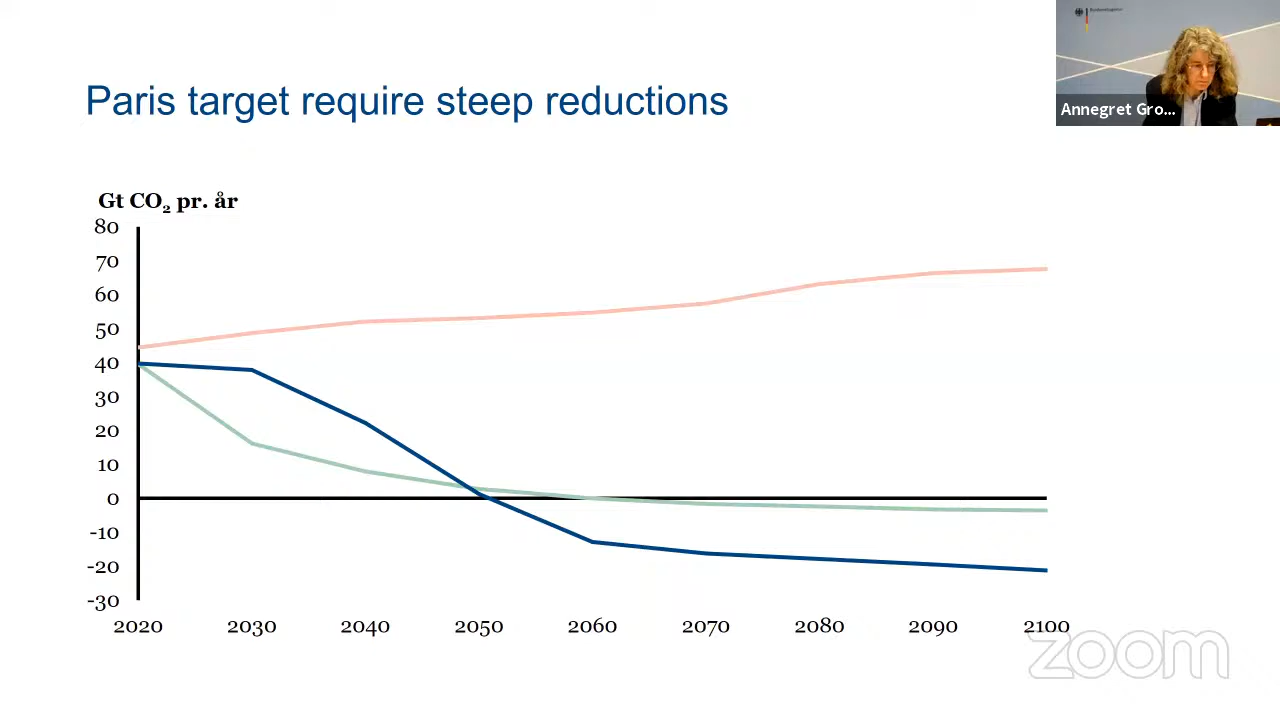 Paris target require steep reductions
Annegret Gro...
Gt CO₂ pr. år
80
70
60
50
40
30
20
10
0
-10
-20
-30
2020 2030 2040 2050 2060 2070 2080 2090 2100
zoom